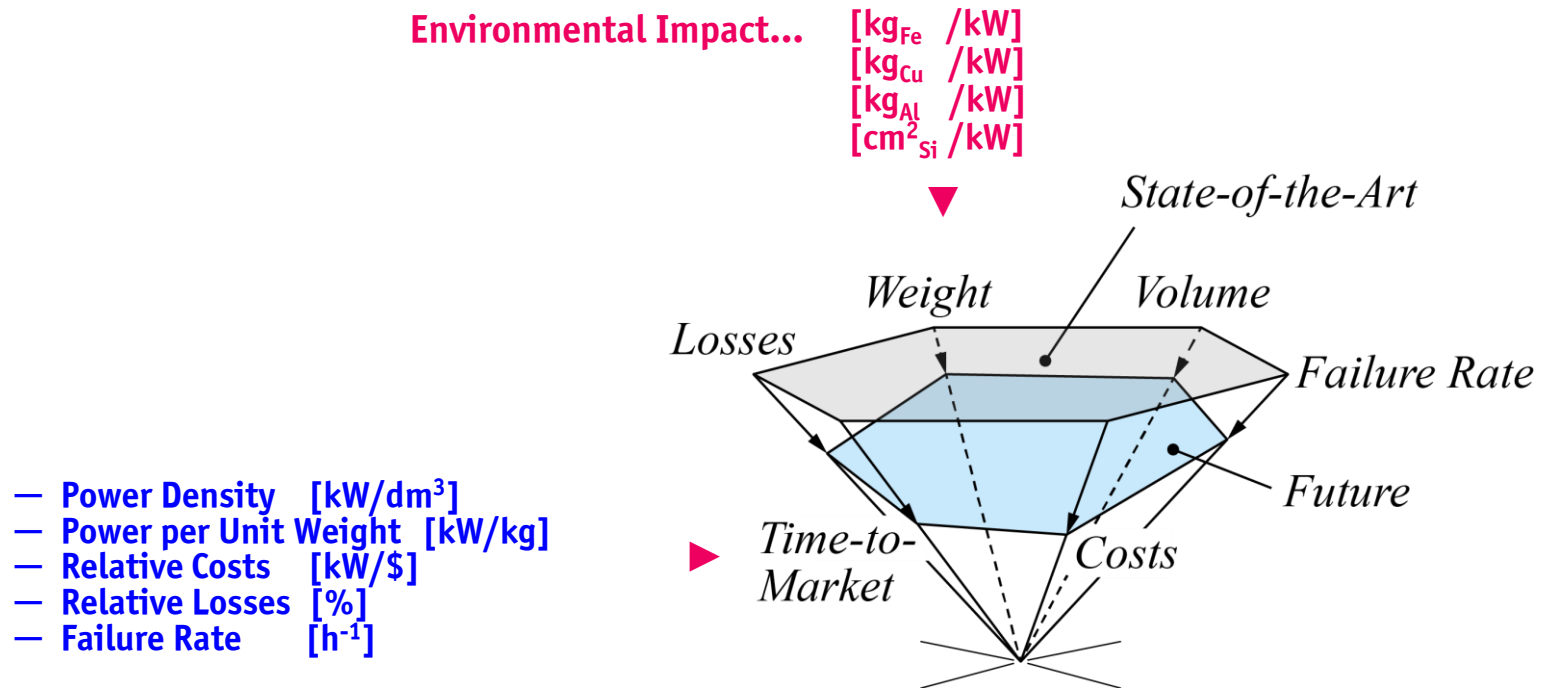 Environmental Impact... [kgFe /kW]
[kgCu /kW]
[kgAl /kW]
[cm²Si /kW]
State-of-the-Art
Weight Volume
Losses
Failure Rate
Future
— Power Density [kW/dm³]
— Power per Unit Weight [kW/kg]
— Relative Costs [kW/$]
— Relative Losses [%]
— Failure Rate [h⁻¹]
Time-to-
Market
Costs